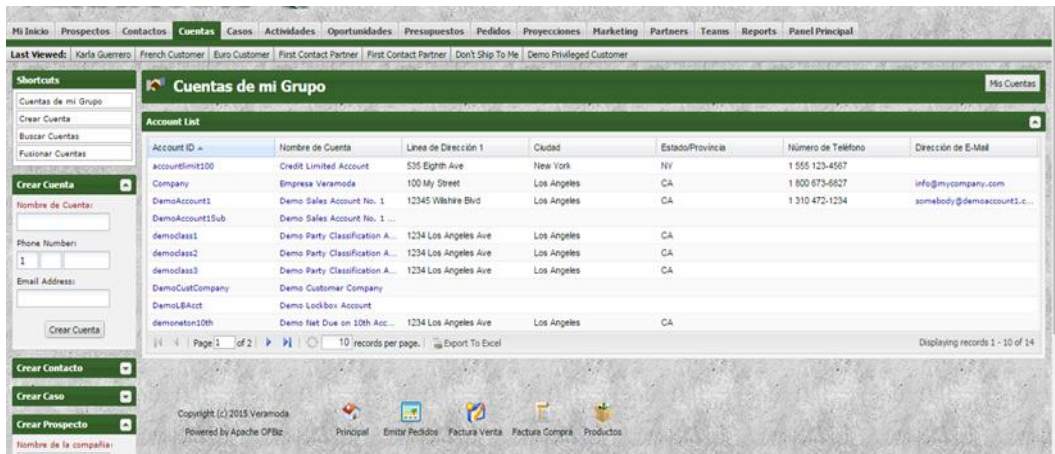 Mi Inicio Prospectos Contactos Cuentas Casos Actividades Oportunidades Presupuestos Pedidos Proyecciones Marketing Partners Teams Reports Panel Principal
Last Viewed: Karla Guerrero French Customer Euro Customer First Contact Partner First Contact Partner Don't Ship To Me Demo Privileged Customer
Shortcuts
Cuentas de mi Grupo
Crear Cuenta
Buscar Cuentas
Fusionar Cuentas
Crear Cuenta
Nombre de Cuenta:
Phone Number:
1
Email Address:
Crear Cuenta
Crear Contacto
Crear Caso
Crear Prospecto
Nombre de la compañia:
Cuentas de mi Grupo
Mis Cuentas
Account List
Account ID Nombre de Cuenta Linea de Dirección 1 Ciudad Estado/Província Número de Teléfono Dirección de E-Mail
accountlimit100 Credit Limited Account 535 Eighth Ave New York NY 1 555 123-4567
Company Empresa Veramoda 100 My Street Los Angeles CA 1 800 673-6827 info@mycompany.com
DemoAccount1 Demo Sales Account No. 1 12345 Wilshire Blvd Los Angeles CA 1 310 472-1234 somebody@demoaccount1.c...
DemoAccount1Sub Demo Sales Account No. 1 ...
democlass1 Demo Party Classification A... 1234 Los Angeles Ave Los Angeles CA
democlass2 Demo Party Classification A... 1234 Los Angeles Ave Los Angeles CA
democlass3 Demo Party Classification A... 1234 Los Angeles Ave Los Angeles CA
DemoCustCompany Demo Customer Company
DemoLBAcct Demo Lockbox Account
demoneton10th Demo Net Due on 10th Acc... 1234 Los Angeles Ave Los Angeles CA
Page 1 of 2 10 records per page. Export To Excel Displaying records 1 - 10 of 14
Copyright (c) 2015 Veramoda
Powered by Apache OFBiz
Principal Emitir Pedidos Factura Venta Factura Compra Productos